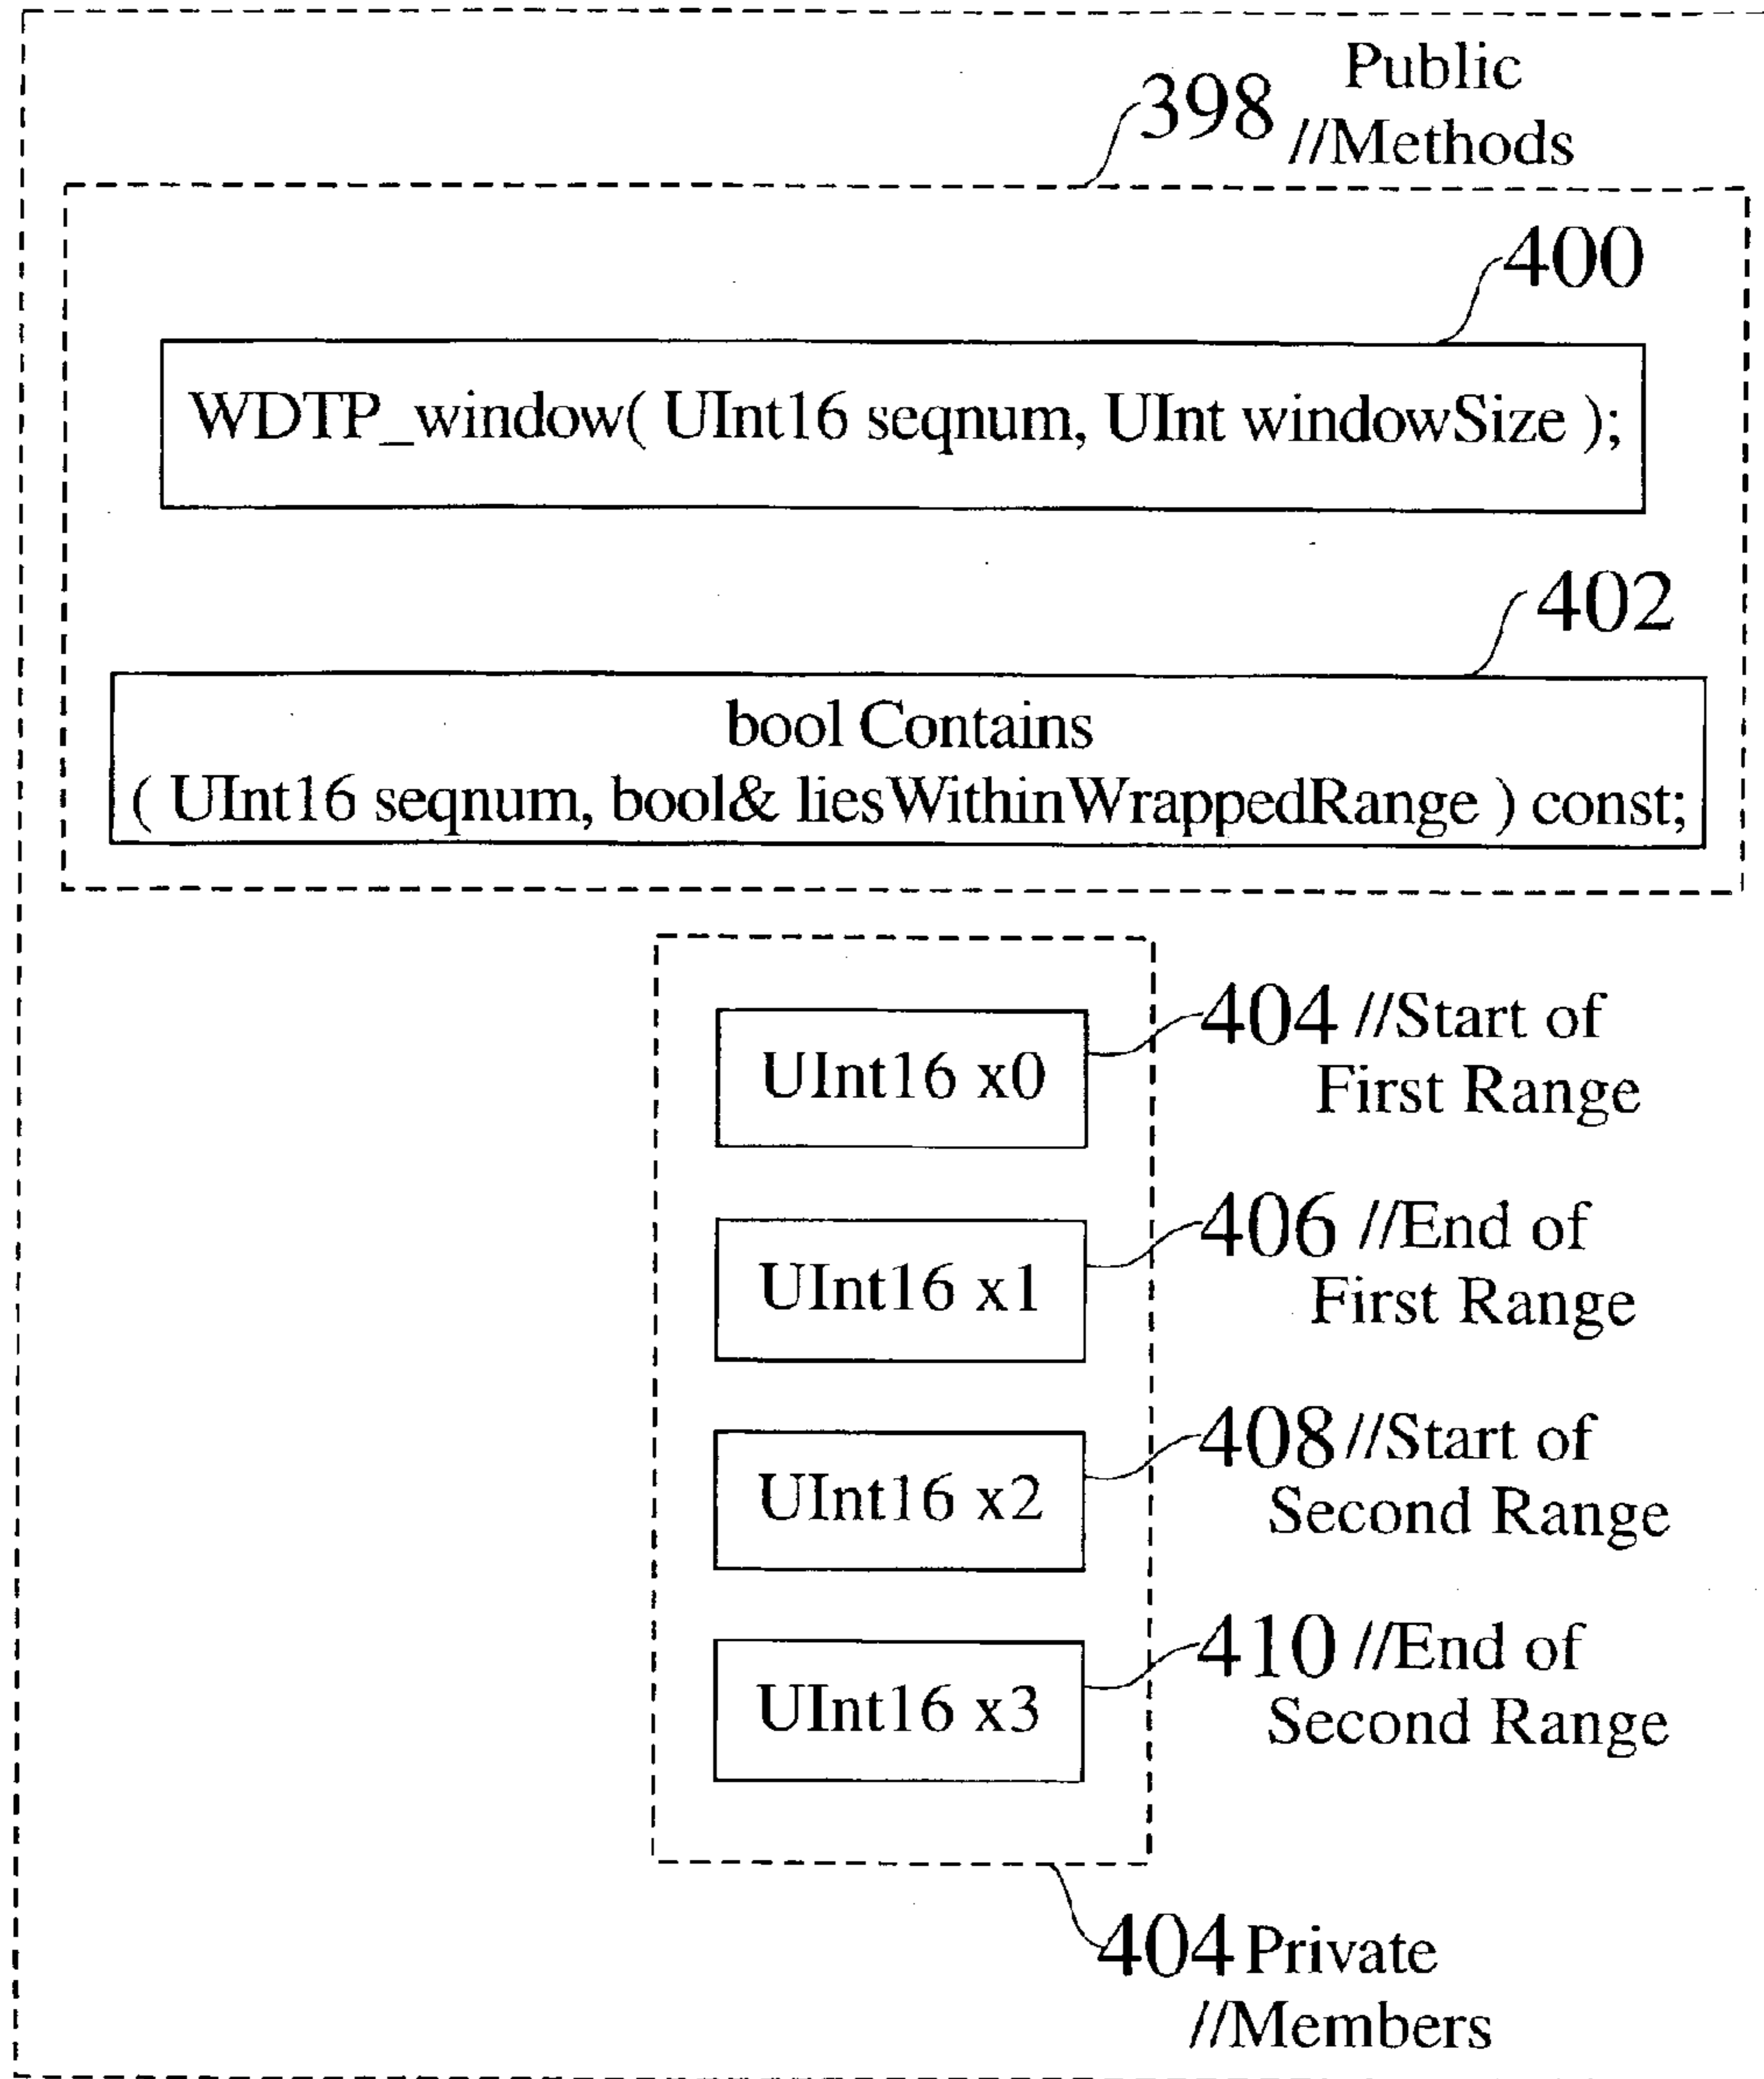 Public
398 //Methods
400
WDTP_window( UInt16 seqnum, UInt windowSize );
402
bool Contains
( UInt16 seqnum, bool& liesWithinWrappedRange ) const;
UInt16 x0
404 //Start of
First Range
UInt16 x1
406 //End of
First Range
UInt16 x2
408 //Start of
Second Range
UInt16 x3
410 //End of
Second Range
404 Private
//Members